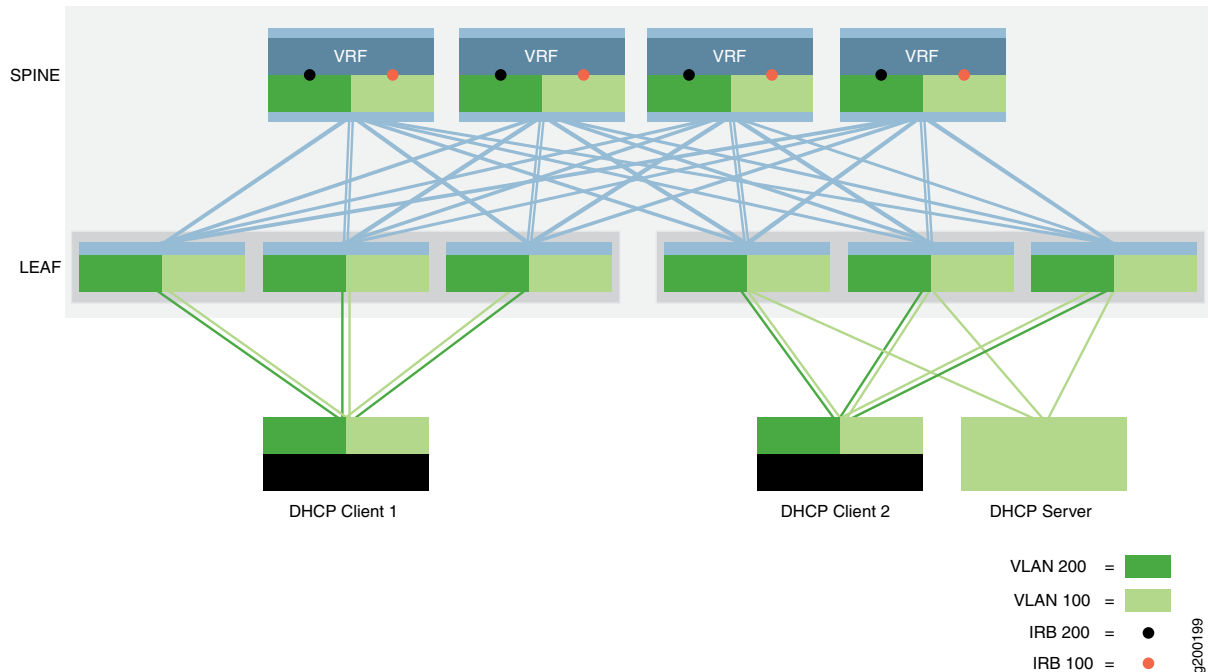 VRF VRF VRF VRF
SPINE
LEAF
DHCP Client 1 DHCP Client 2 DHCP Server
VLAN 200 =
VLAN 100 =
IRB 200 =
IRB 100 =
g200199